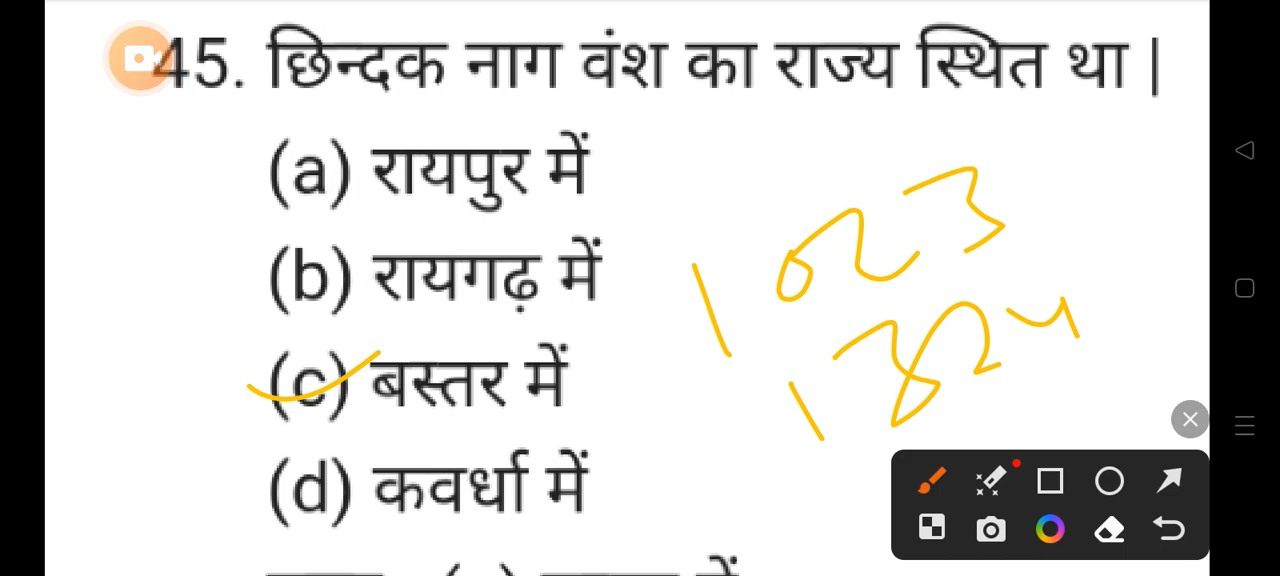 45. छिन्दक नाग वंश का राज्य स्थित था |
(a) रायपुर में
(b) रायगढ़ में
1023
(c) बस्तर में
1324
(d) कवर्धा में